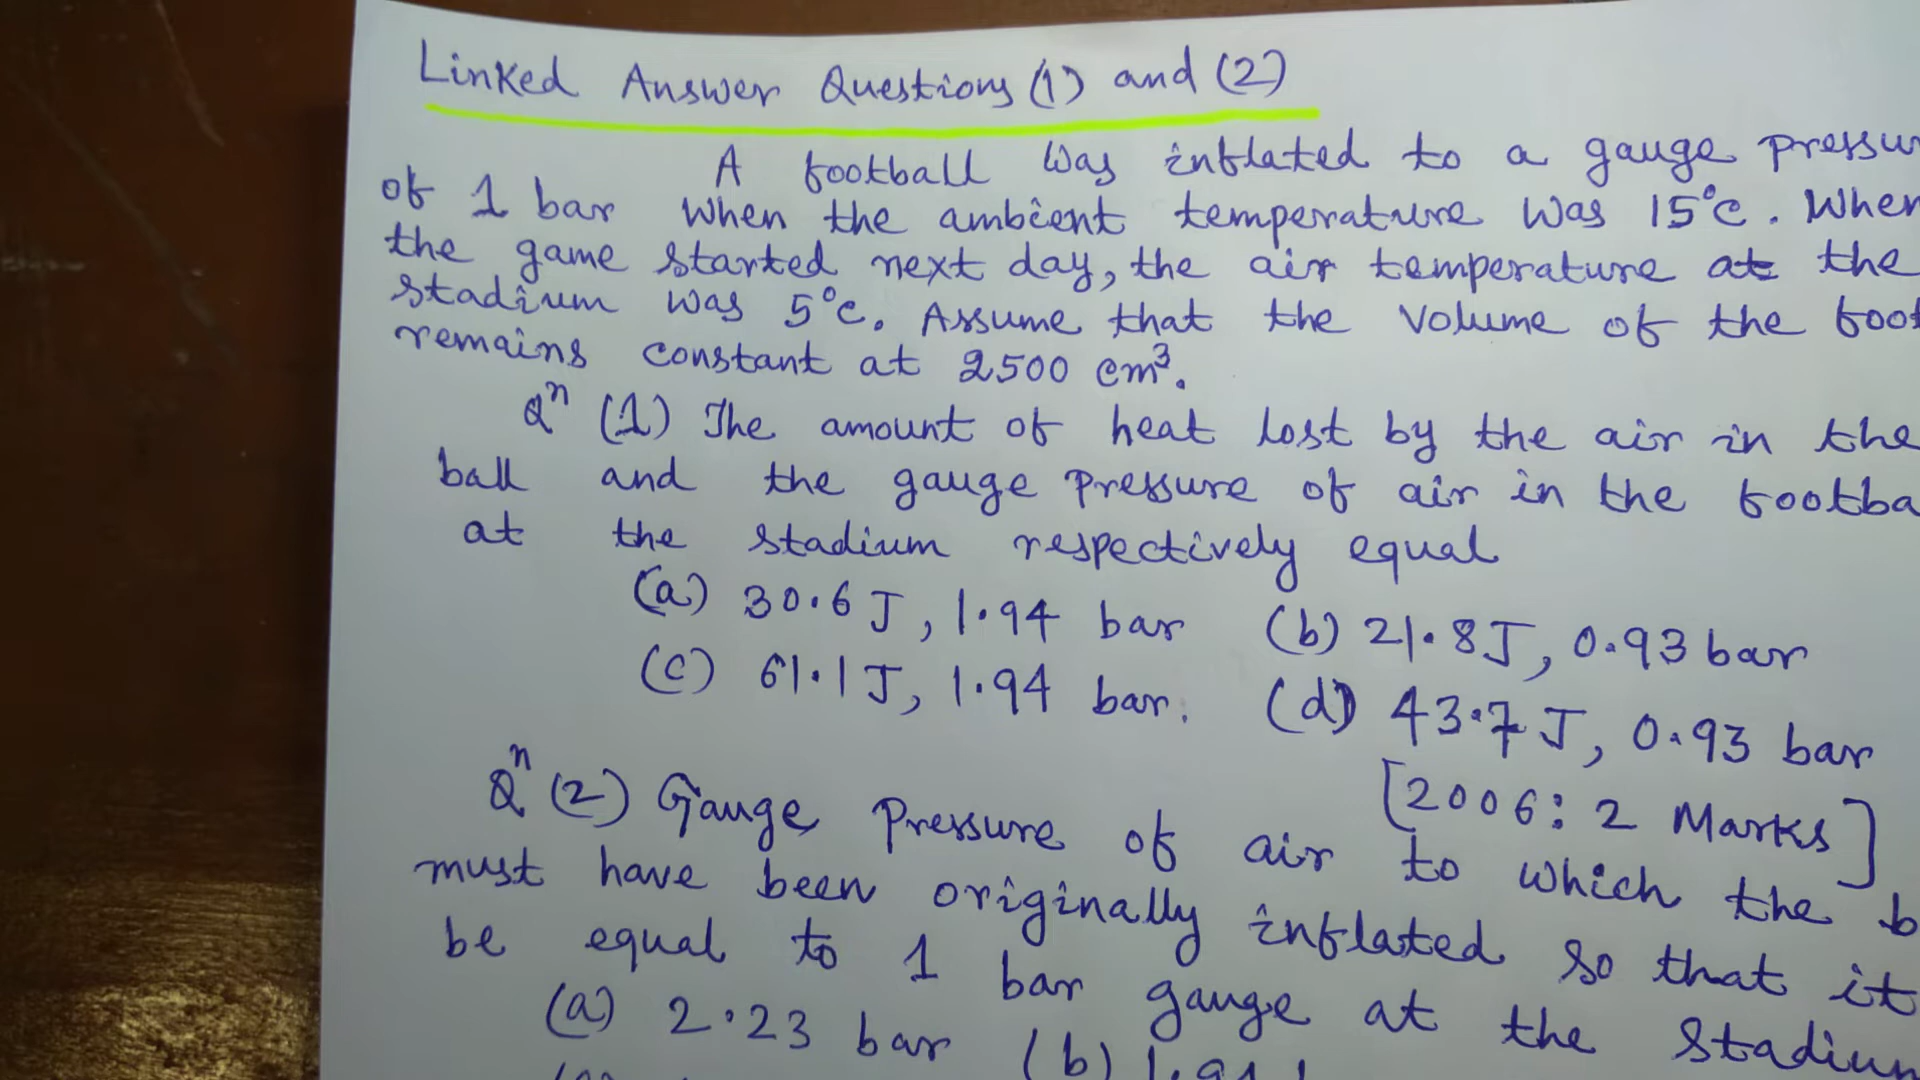 Linked Answer Questions (1) and (2)
A football was inflated to a gauge pressu
of 1 bar when the ambient temperature was 15°c. When
the game started next day, the air temperature at the
stadium was 5°c. Assume that the volume of the foot
remains constant at 2500 cm³.
Qⁿ (1) The amount of heat lost by the air in the
ball and the gauge pressure of air in the footba
at the stadium respectively equal
(a) 30.6 J, 1.94 bar (b) 21.8 J, 0.93 bar
(c) 61.1 J, 1.94 bar. (d) 43.7 J, 0.93 bar
[2006: 2 Marks]
Qⁿ (2) Gauge pressure of air to which the b
must have been originally inflated so that it
be equal to 1 bar gauge at the stadium
(a) 2.23 bar (b) 1.94